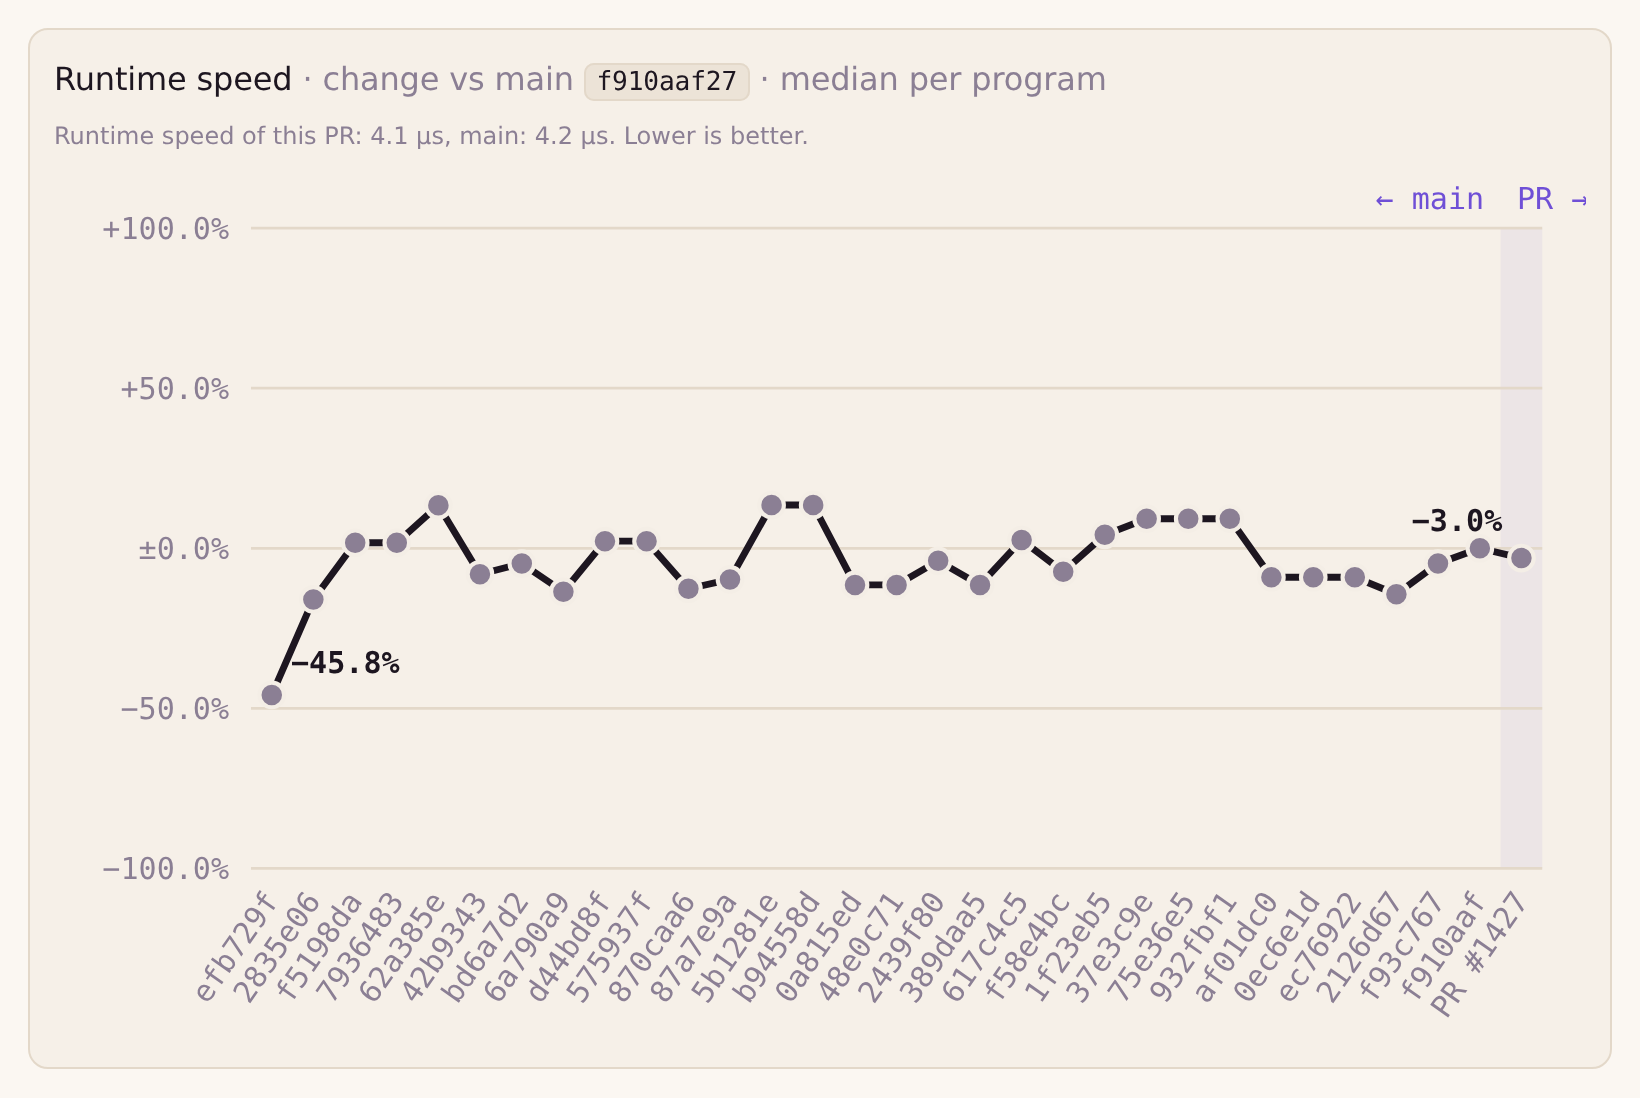 Runtime speed · change vs main f910aaf27 · median per program
Runtime speed of this PR: 4.1 µs, main: 4.2 µs. Lower is better.
← main PR →
+100.0%
+50.0%
±0.0%
−50.0%
−100.0%
−45.8%
−3.0%
efb729f
2835e06
f5198da
7936483
62a385e
42b9343
bd6a7d2
6a790a9
d44bd8f
575937f
870caa6
87a7e9a
5b1281e
b94558d
0a815ed
48e0c71
2439f80
389daa5
617c4c5
f58e4bc
1f23eb5
37e3c9e
75e36e5
932fbf1
af01dc0
0ec6e1d
ec76922
2126d67
f93c767
f910aaf
PR #1427